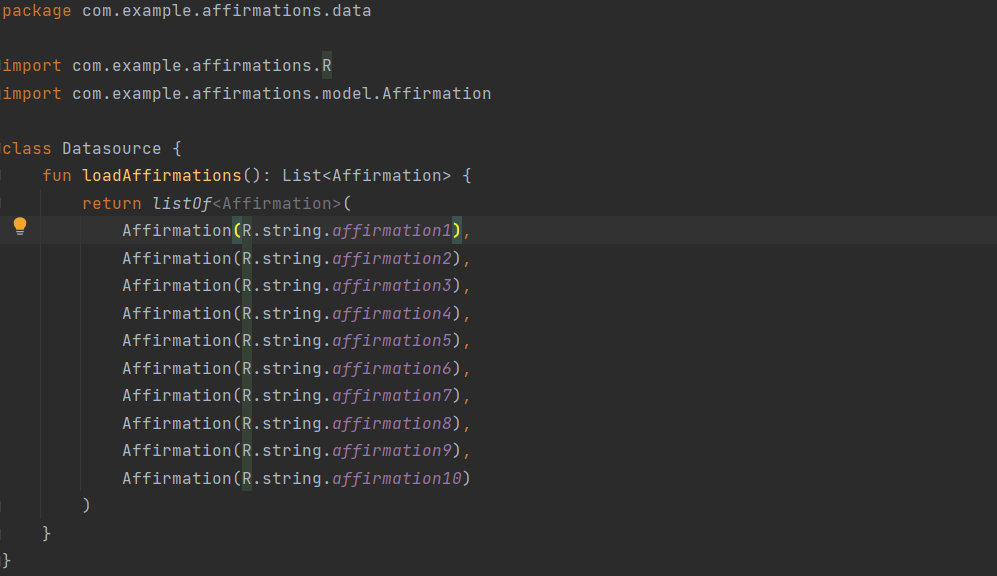 package com.example.affirmations.data
import com.example.affirmations.R
import com.example.affirmations.model.Affirmation
class Datasource {
    fun loadAffirmations(): List<Affirmation> {
        return listOf<Affirmation>(
            Affirmation(R.string.affirmation1),
            Affirmation(R.string.affirmation2),
            Affirmation(R.string.affirmation3),
            Affirmation(R.string.affirmation4),
            Affirmation(R.string.affirmation5),
            Affirmation(R.string.affirmation6),
            Affirmation(R.string.affirmation7),
            Affirmation(R.string.affirmation8),
            Affirmation(R.string.affirmation9),
            Affirmation(R.string.affirmation10)
        )
    }
}